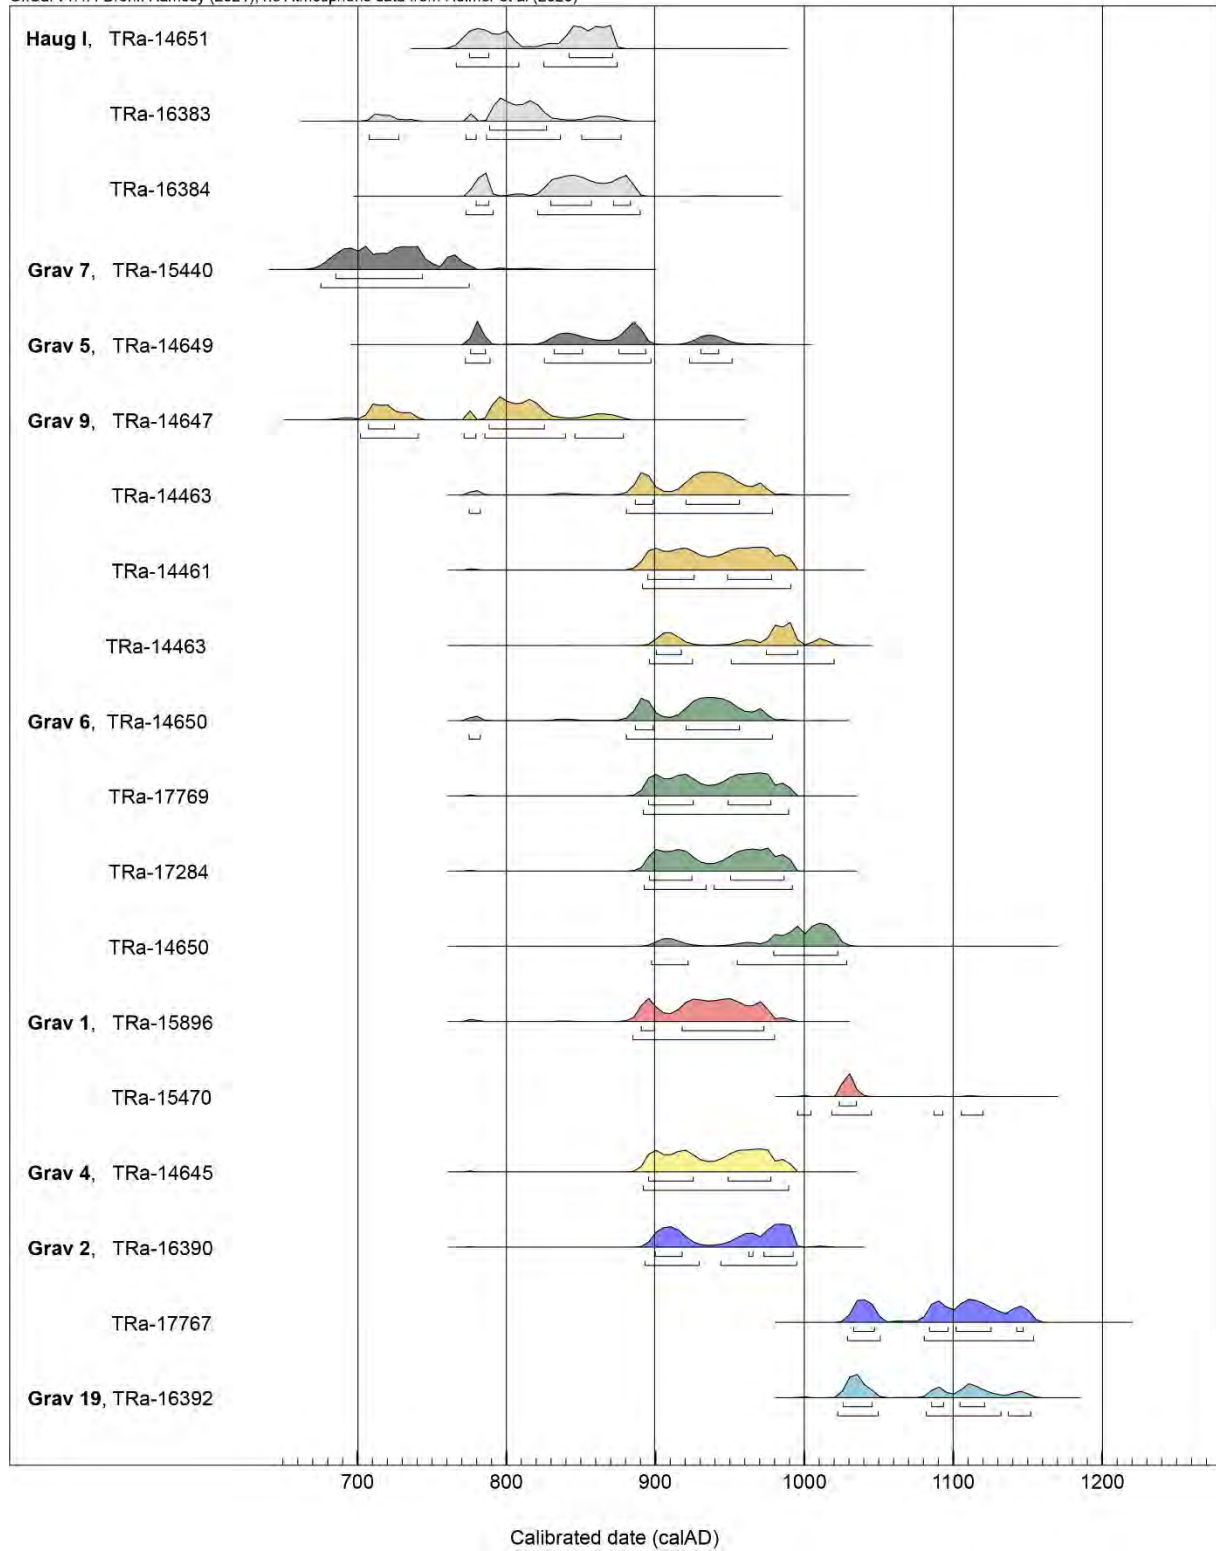 Haug I, TRa-14651
TRa-16383
TRa-16384
Grav 7, TRa-15440
Grav 5, TRa-14649
Grav 9, TRa-14647
TRa-14463
TRa-14461
TRa-14463
Grav 6, TRa-14650
TRa-17769
TRa-17284
TRa-14650
Grav 1, TRa-15896
TRa-15470
Grav 4, TRa-14645
Grav 2, TRa-16390
TRa-17767
Grav 19, TRa-16392
700 800 900 1000 1100 1200
Calibrated date (calAD)